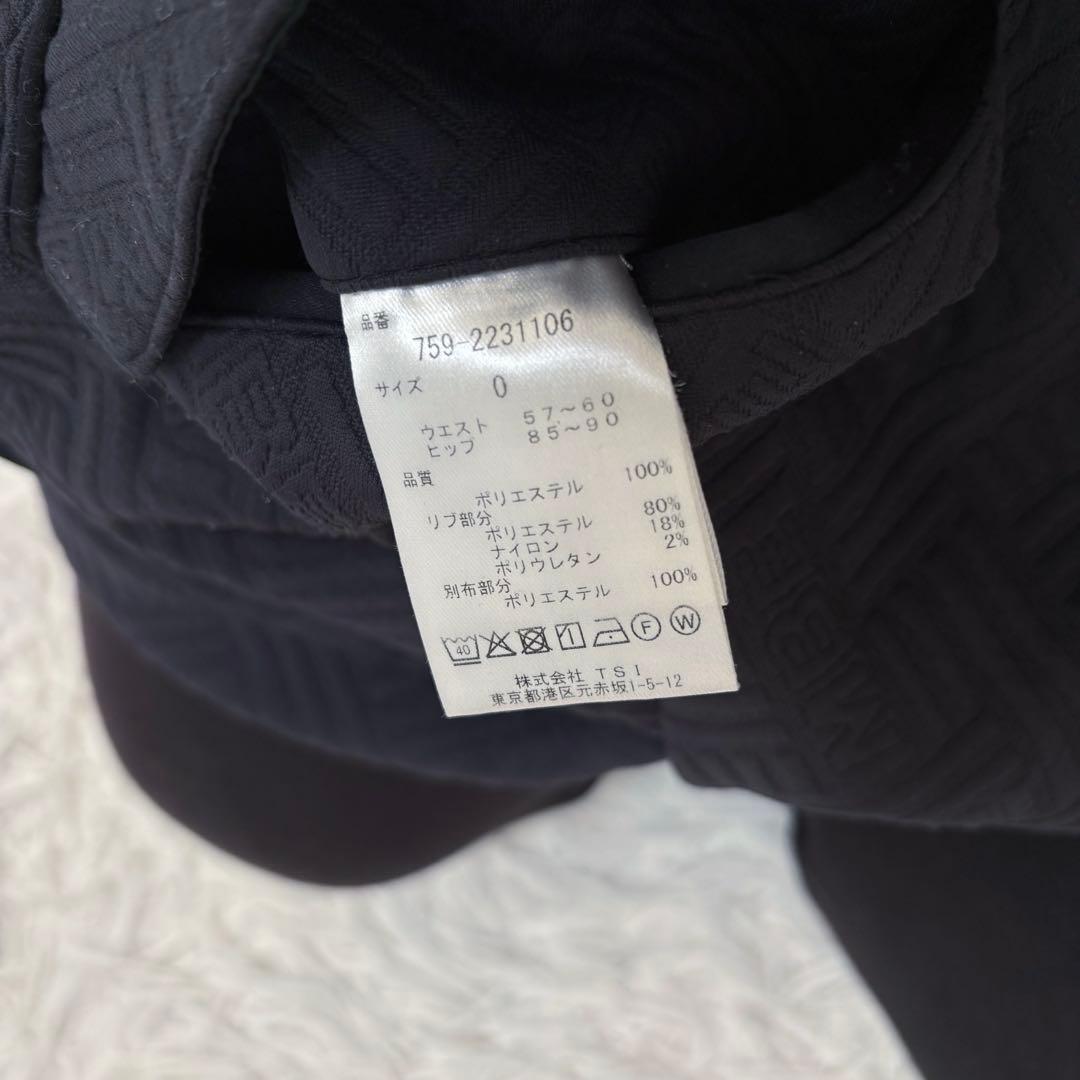 品番
759-2231106
サイズ 0
ウエスト 57~60
ヒップ 85~90
品質
ポリエステル 100%
リブ部分
ポリエステル 80%
ナイロン 18%
ポリウレタン 2%
別布部分
ポリエステル 100%
40 F W
株式会社 TSI
東京都港区元赤坂1-5-12